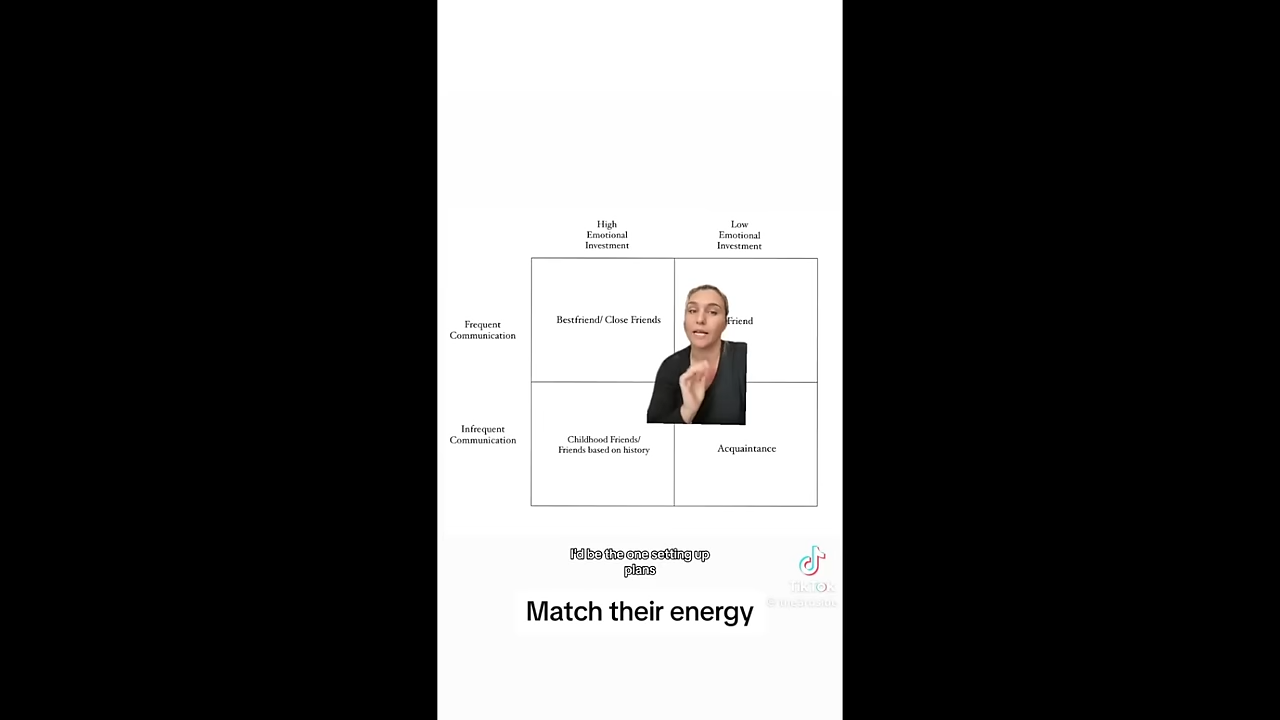 High
Emotional
Investment
Low
Emotional
Investment
Frequent
Communication
Bestfriend/ Close Friends
Friend
Infrequent
Communication
Childhood Friends/
Friends based on history
Acquaintance
I'd be the one setting up
plans
TikTok
Match their energy